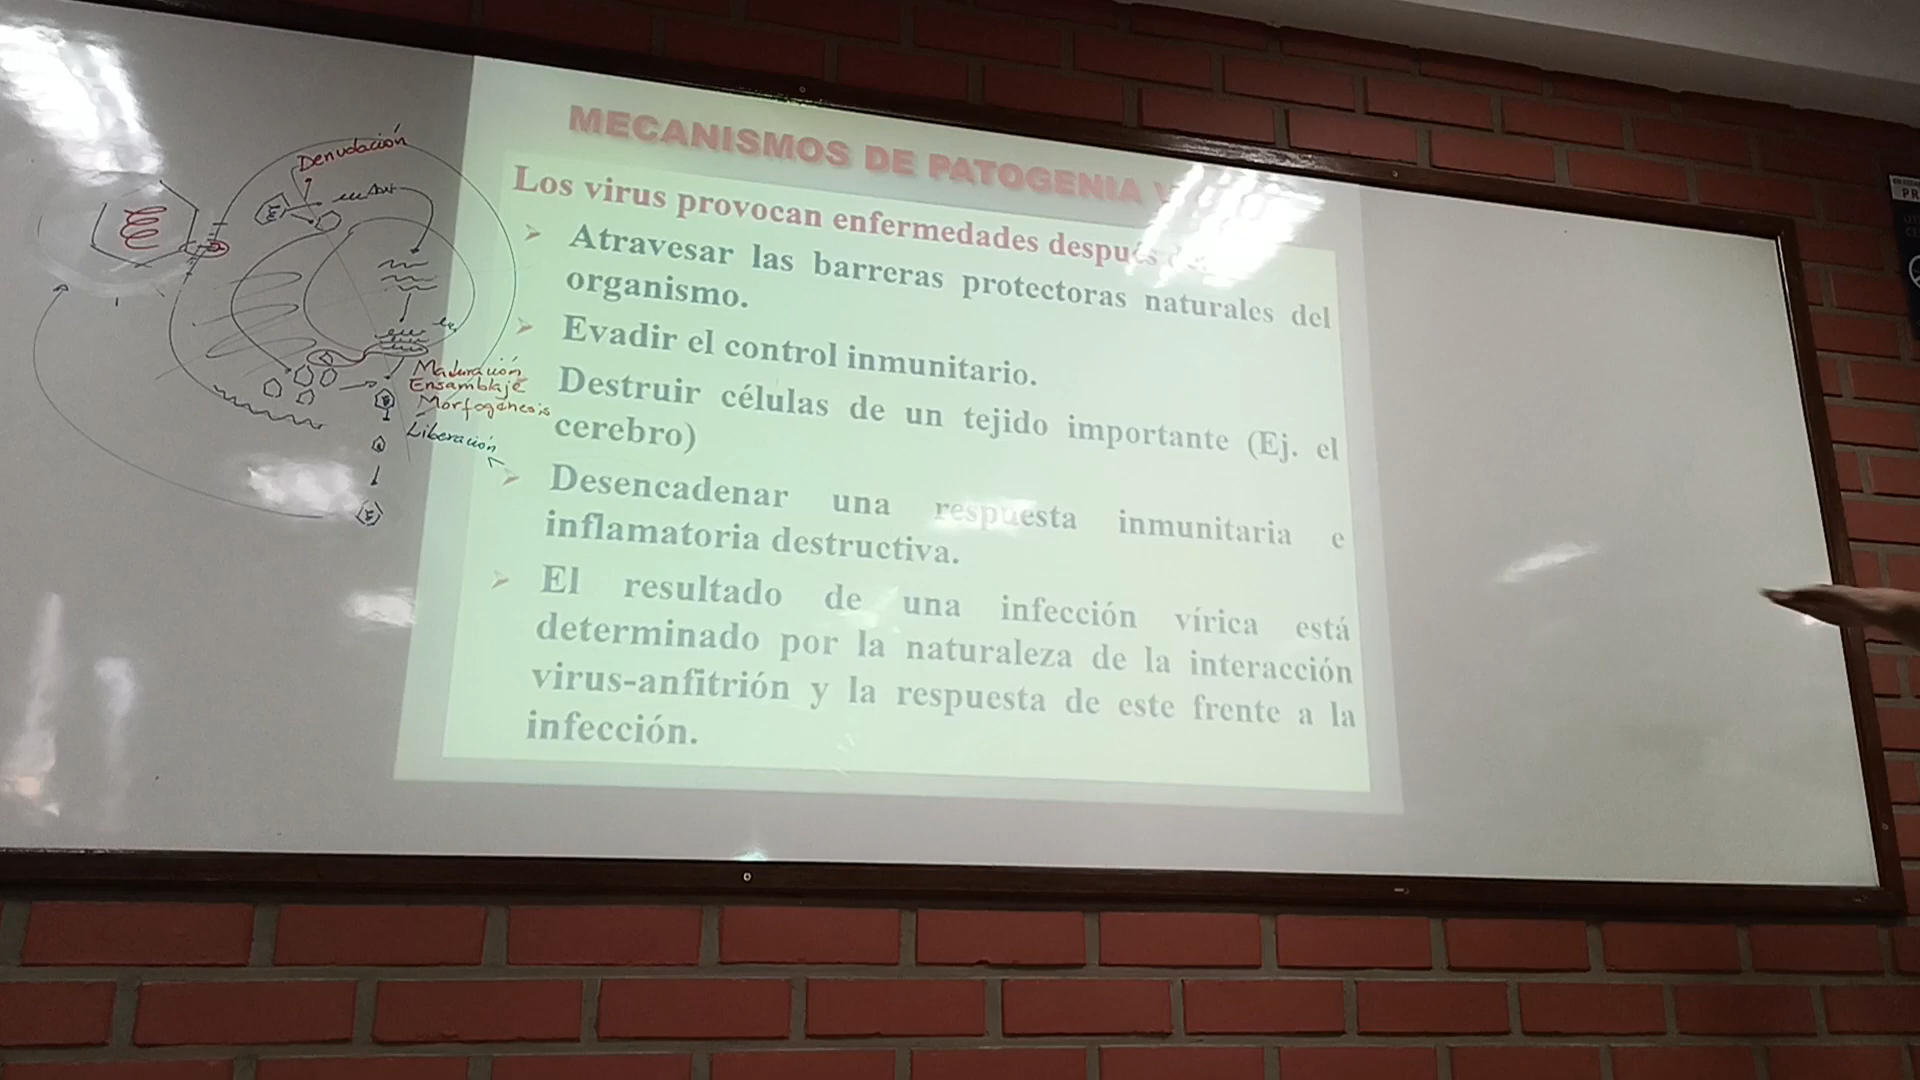 MECANISMOS DE PATOGENIA
Los virus provocan enfermedades después
Atravesar las barreras protectoras naturales del
organismo.
Evadir el control inmunitario.
Destruir células de un tejido importante (Ej. el
cerebro)
Desencadenar una respuesta inmunitaria e
inflamatoria destructiva.
El resultado de una infección vírica está
determinado por la naturaleza de la interacción
virus-anfitrión y la respuesta de este frente a la
infección.
Denudación
Maduración
Ensamblaje
Morfogénesis
Liberación
PR